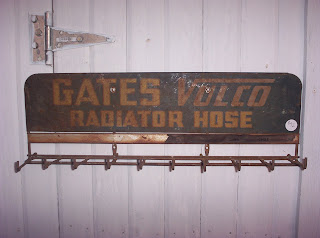 GATES VULCO
RADIATOR HOSE